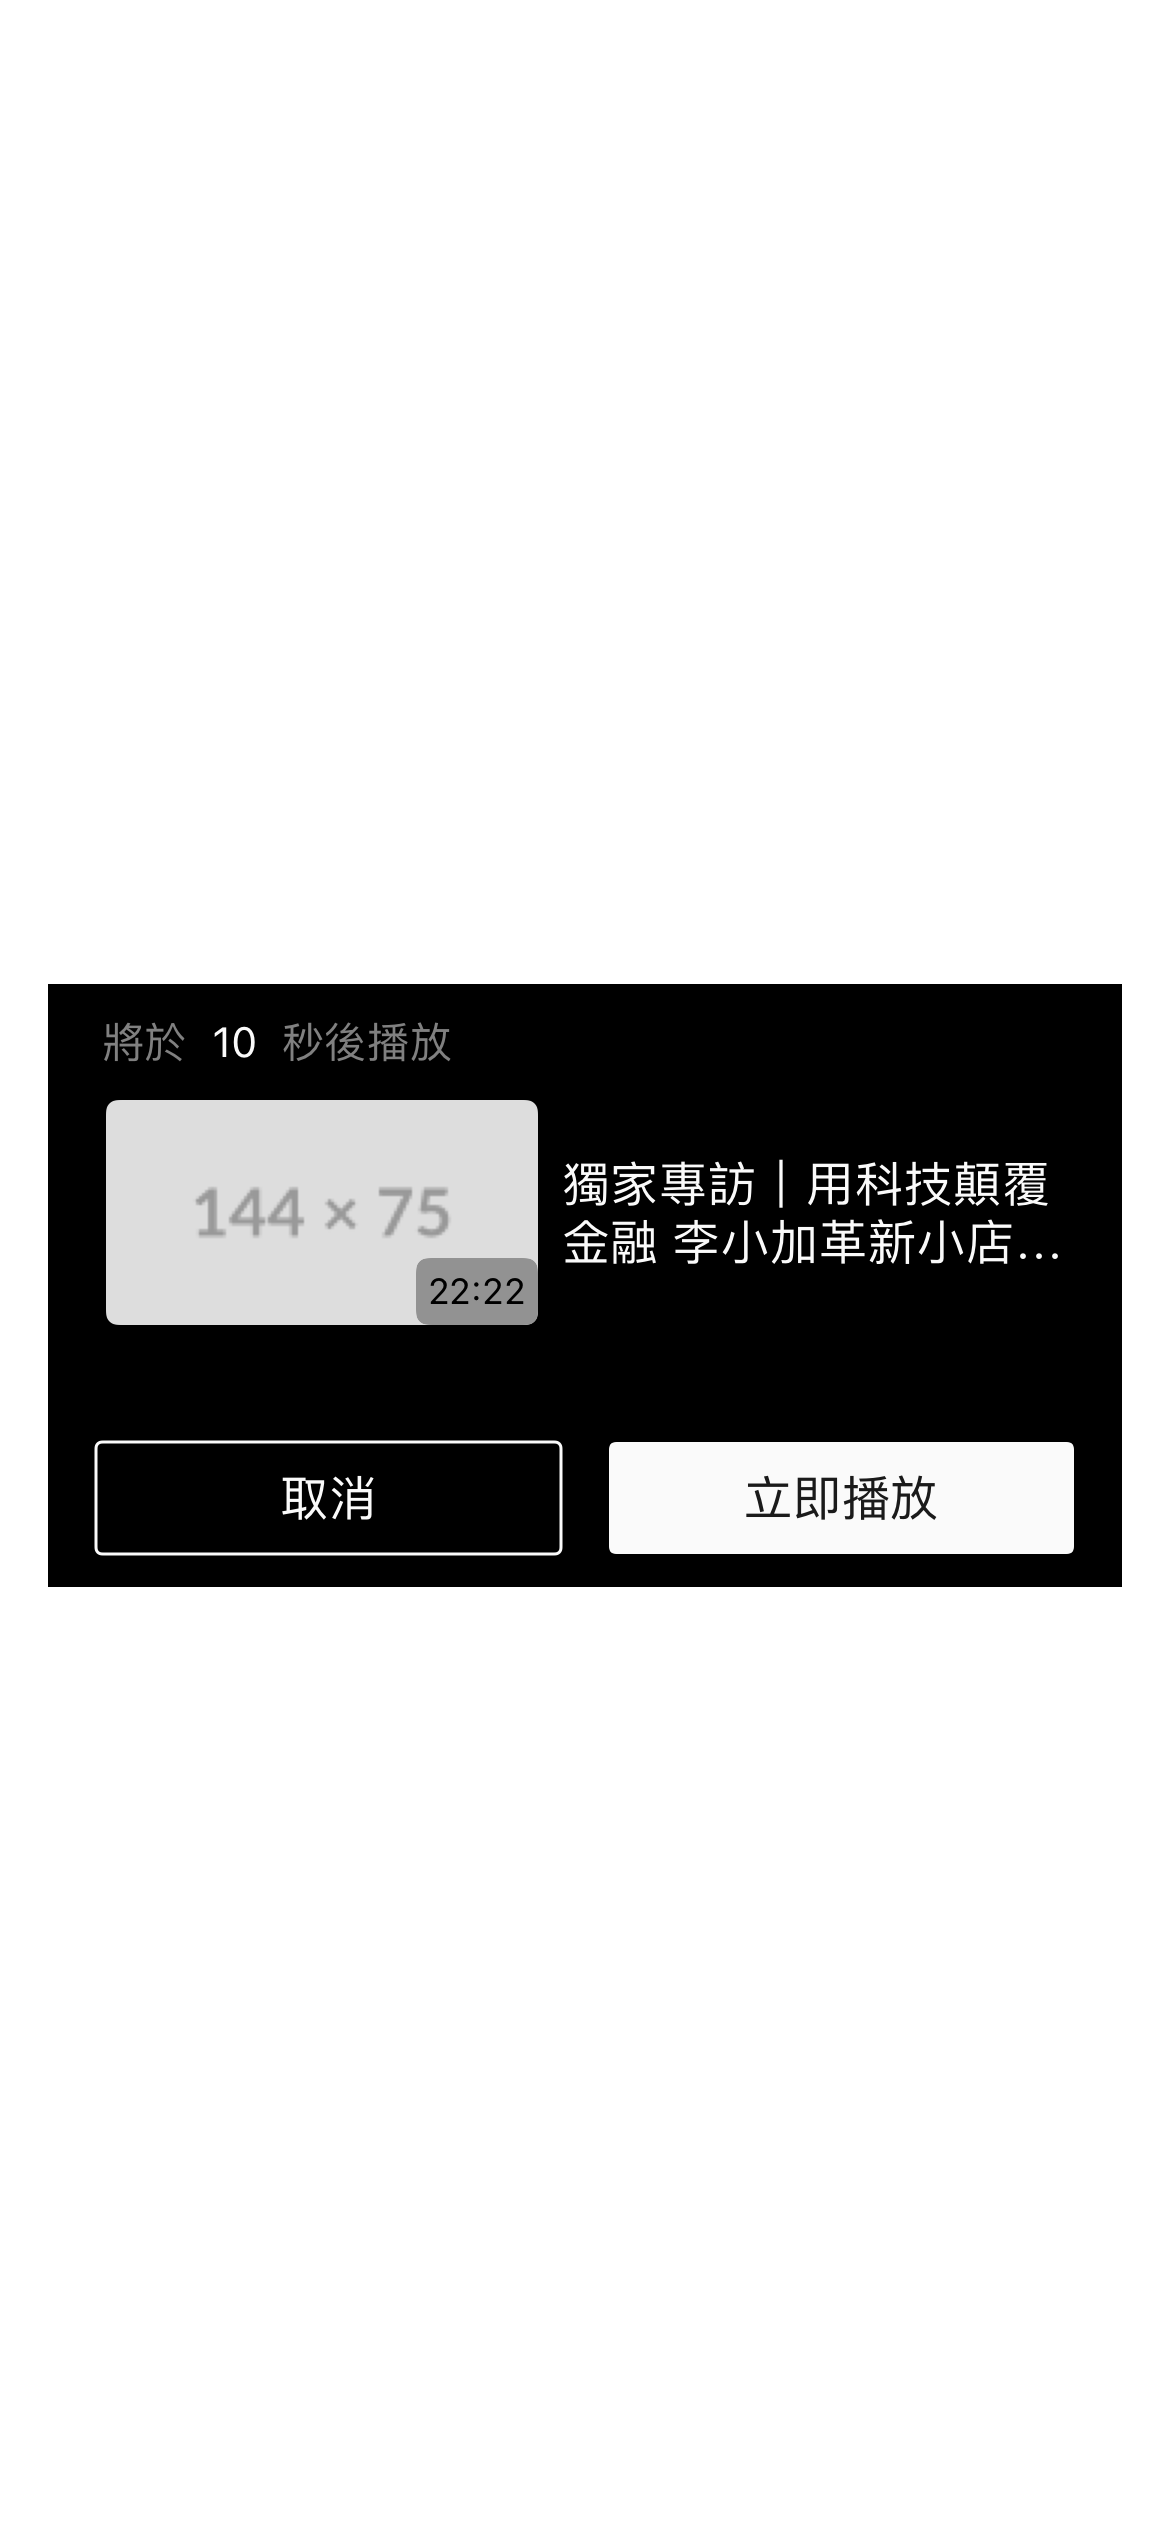 將於 10 秒後播放
144 × 75
22:22
獨家專訪｜用科技顛覆
金融 李小加革新小店...
取消
立即播放